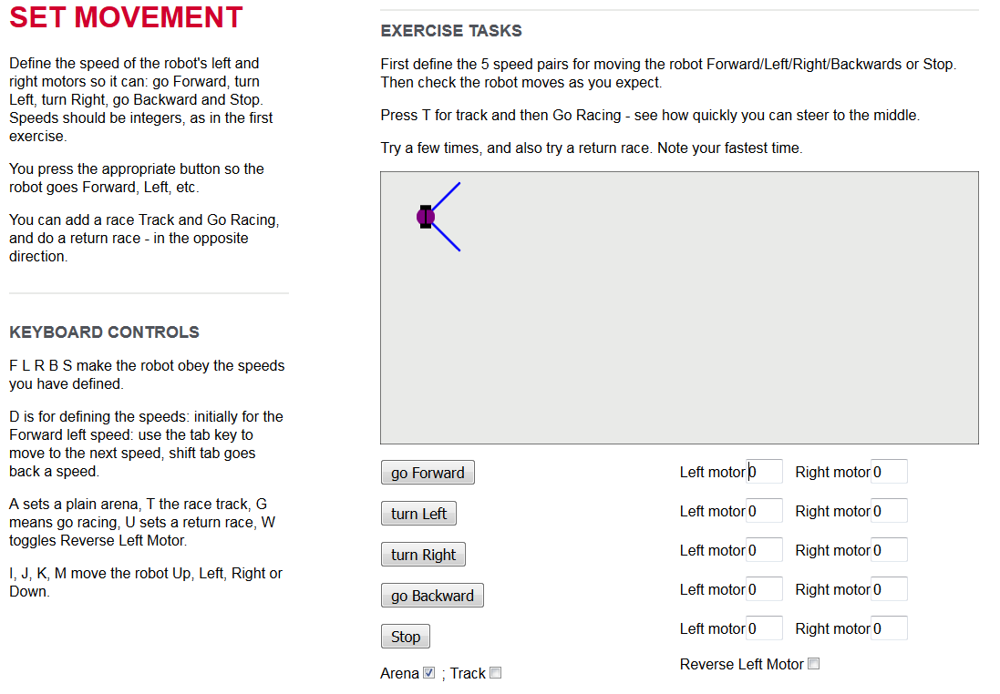 SET MOVEMENT
Define the speed of the robot's left and
right motors so it can: go Forward, turn
Left, turn Right, go Backward and Stop.
Speeds should be integers, as in the first
exercise.
You press the appropriate button so the
robot goes Forward, Left, etc.
You can add a race Track and Go Racing,
and do a return race - in the opposite
direction.
KEYBOARD CONTROLS
F L R B S make the robot obey the speeds
you have defined.
D is for defining the speeds: initially for the
Forward left speed: use the tab key to
move to the next speed, shift tab goes
back a speed.
A sets a plain arena, T the race track, G
means go racing, U sets a return race, W
toggles Reverse Left Motor.
I, J, K, M move the robot Up, Left, Right or
Down.
EXERCISE TASKS
First define the 5 speed pairs for moving the robot Forward/Left/Right/Backwards or Stop.
Then check the robot moves as you expect.
Press T for track and then Go Racing - see how quickly you can steer to the middle.
Try a few times, and also try a return race. Note your fastest time.
go Forward Left motor 0 Right motor 0
turn Left Left motor 0 Right motor 0
turn Right Left motor 0 Right motor 0
go Backward Left motor 0 Right motor 0
Stop Left motor 0 Right motor 0
Arena ; Track Reverse Left Motor